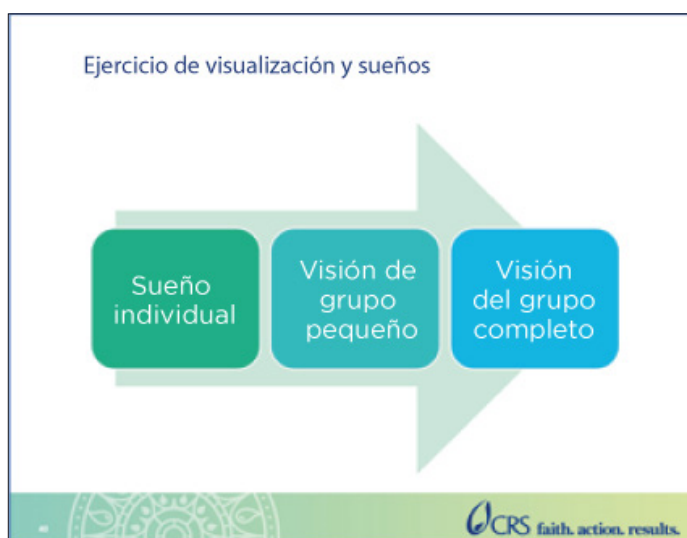 Ejercicio de visualización y sueños
Sueño
individual
Visión de
grupo
pequeño
Visión
del grupo
completo
CRS faith. action. results.